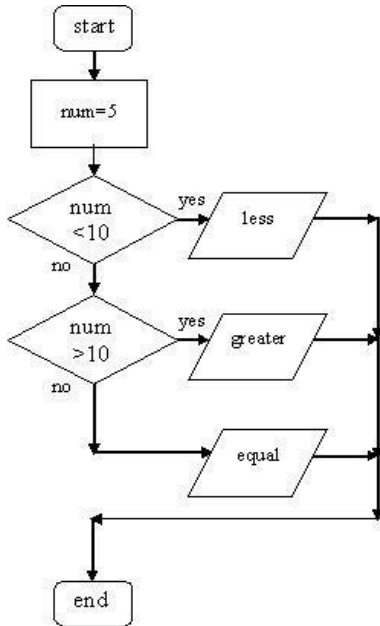 start
num=5
num
<10
yes
less
no
num
>10
yes
greater
no
equal
end